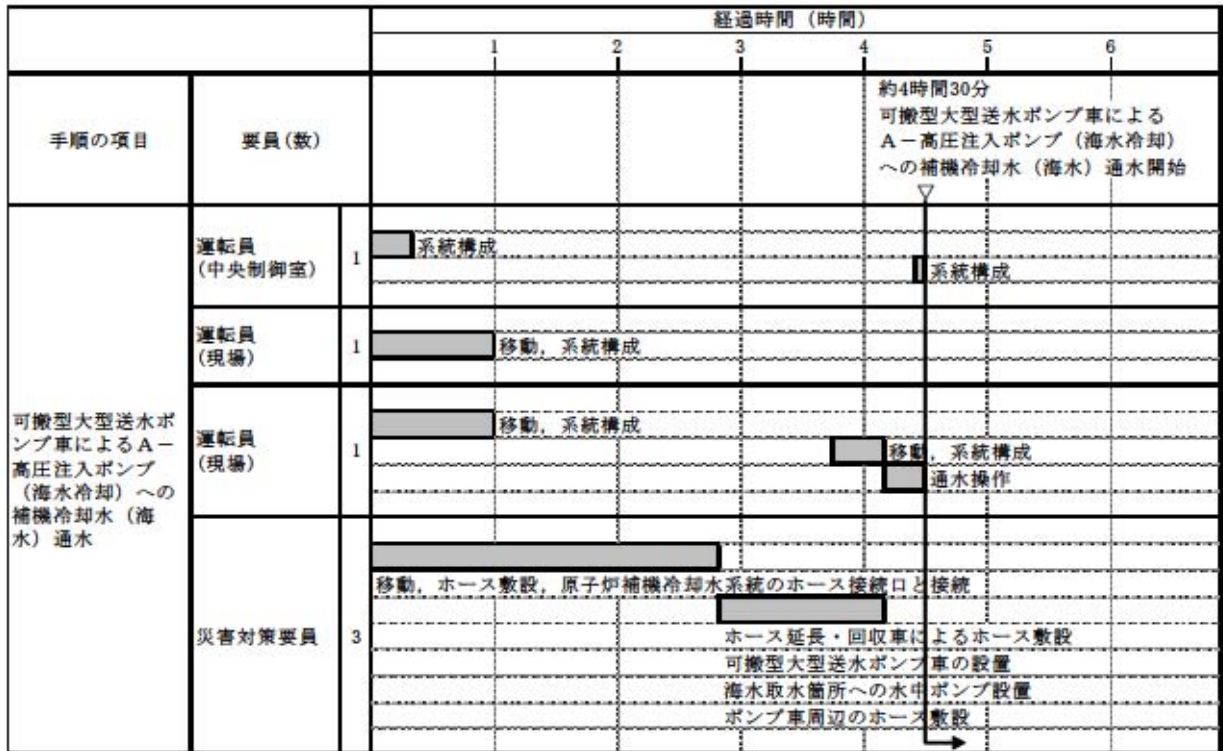 経過時間（時間）
1 2 3 4 5 6
手順の項目
要員(数)
約4時間30分
可搬型大型送水ポンプ車による
A－高圧注入ポンプ（海水冷却）
への補機冷却水（海水）通水開始
▽
可搬型大型送水ポ
ンプ車によるA－
高圧注入ポンプ
（海水冷却）への
補機冷却水（海
水）通水
運転員
(中央制御室)
1
系統構成
系統構成
運転員
(現場)
1
移動，系統構成
運転員
(現場)
1
移動，系統構成
移動，系統構成
通水操作
災害対策要員
3
移動，ホース敷設，原子炉補機冷却水系統のホース接続口と接続
ホース延長・回収車によるホース敷設
可搬型大型送水ポンプ車の設置
海水取水箇所への水中ポンプ設置
ポンプ車周辺のホース敷設